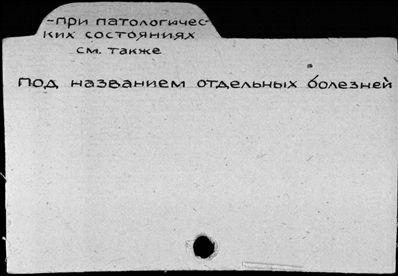 -при патологичес-
ких состояниях
см. также
под названием отдельных болезней